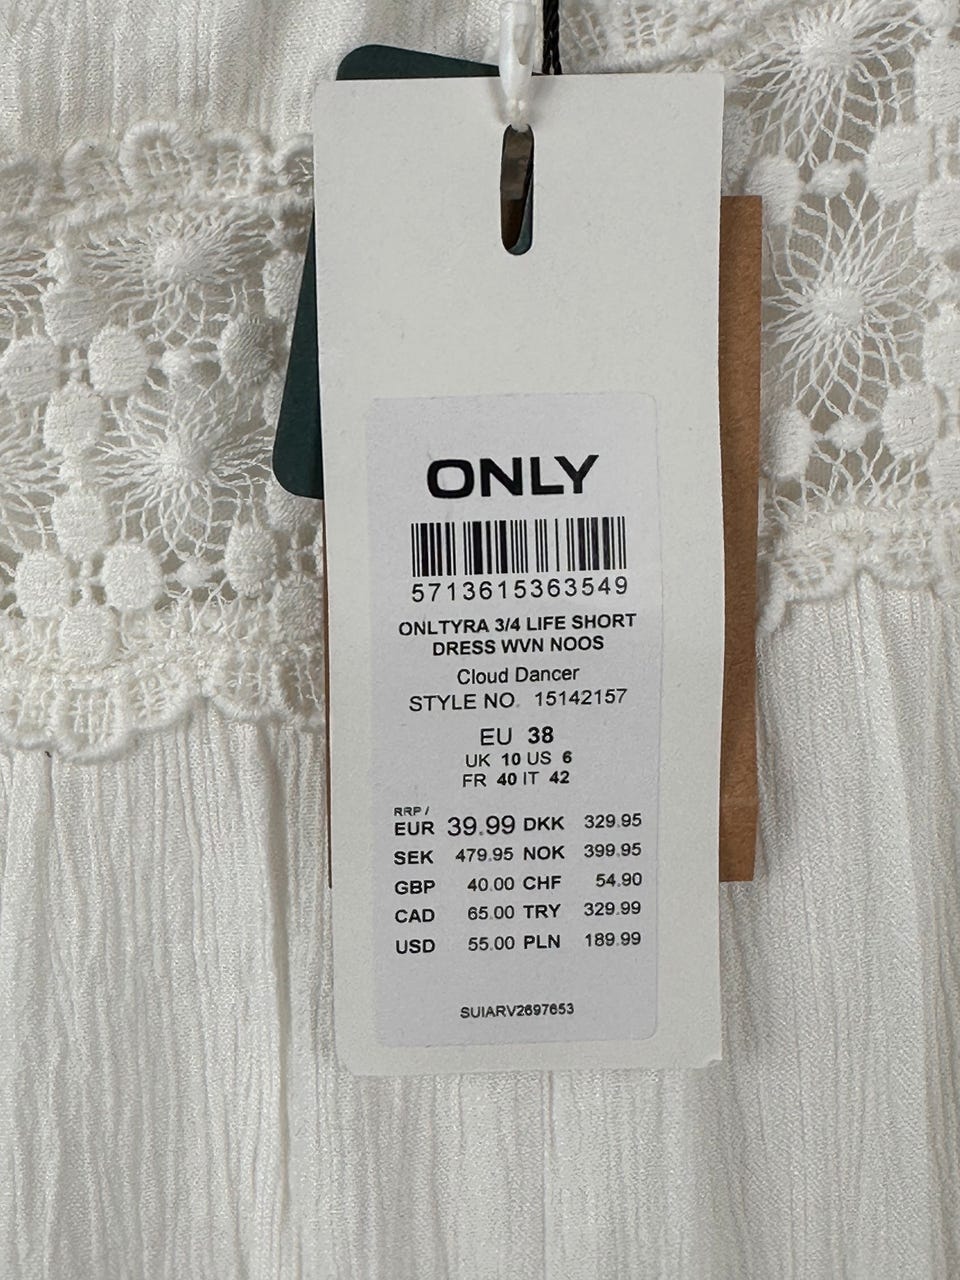 ONLY
5713615363549
ONLTYRA 3/4 LIFE SHORT
DRESS WVN NOOS
Cloud Dancer
STYLE NO. 15142157
EU 38
UK 10 US 6
FR 40 IT 42
RRP /
EUR 39.99 DKK 329.95
SEK 479.95 NOK 399.95
GBP 40.00 CHF 54.90
CAD 65.00 TRY 329.99
USD 55.00 PLN 189.99
SUIARV2697653